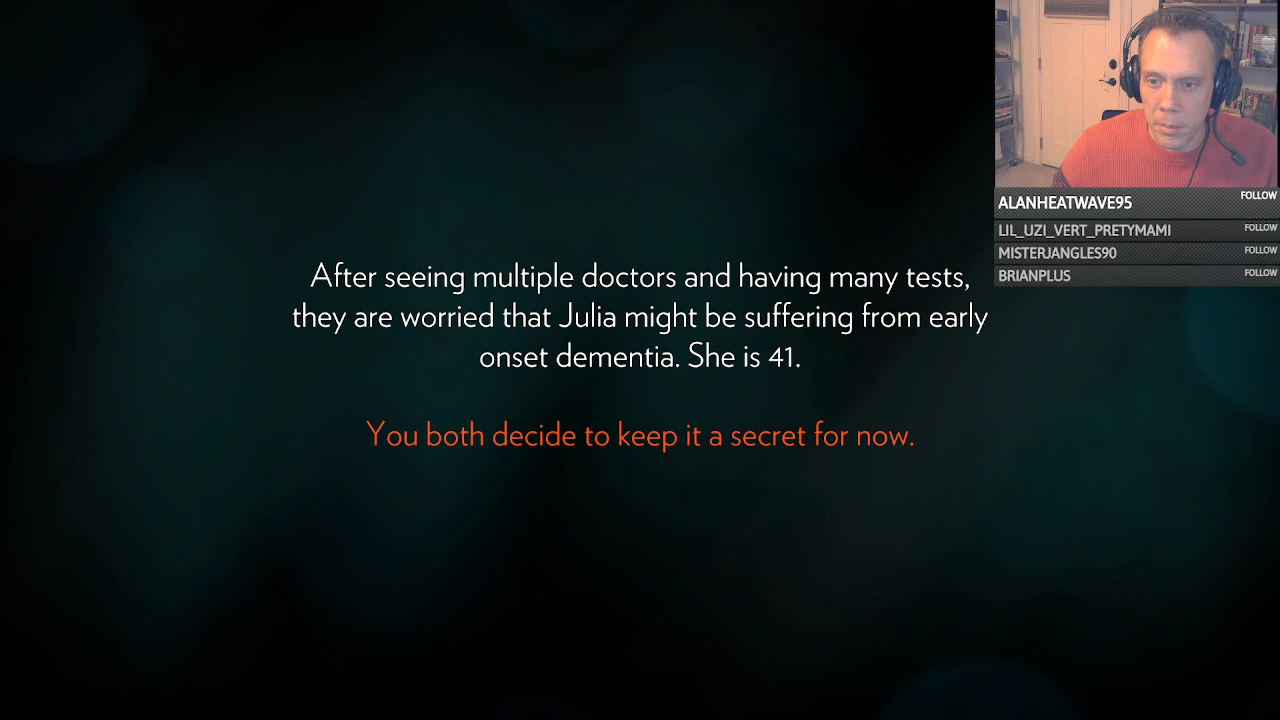 After seeing multiple doctors and having many tests,
they are worried that Julia might be suffering from early
onset dementia. She is 41.
You both decide to keep it a secret for now.
ALANHEATWAVE95 FOLLOW
LIL_UZI_VERT_PRETYMAMI FOLLOW
MISTERJANGLES90 FOLLOW
BRIANPLUS FOLLOW